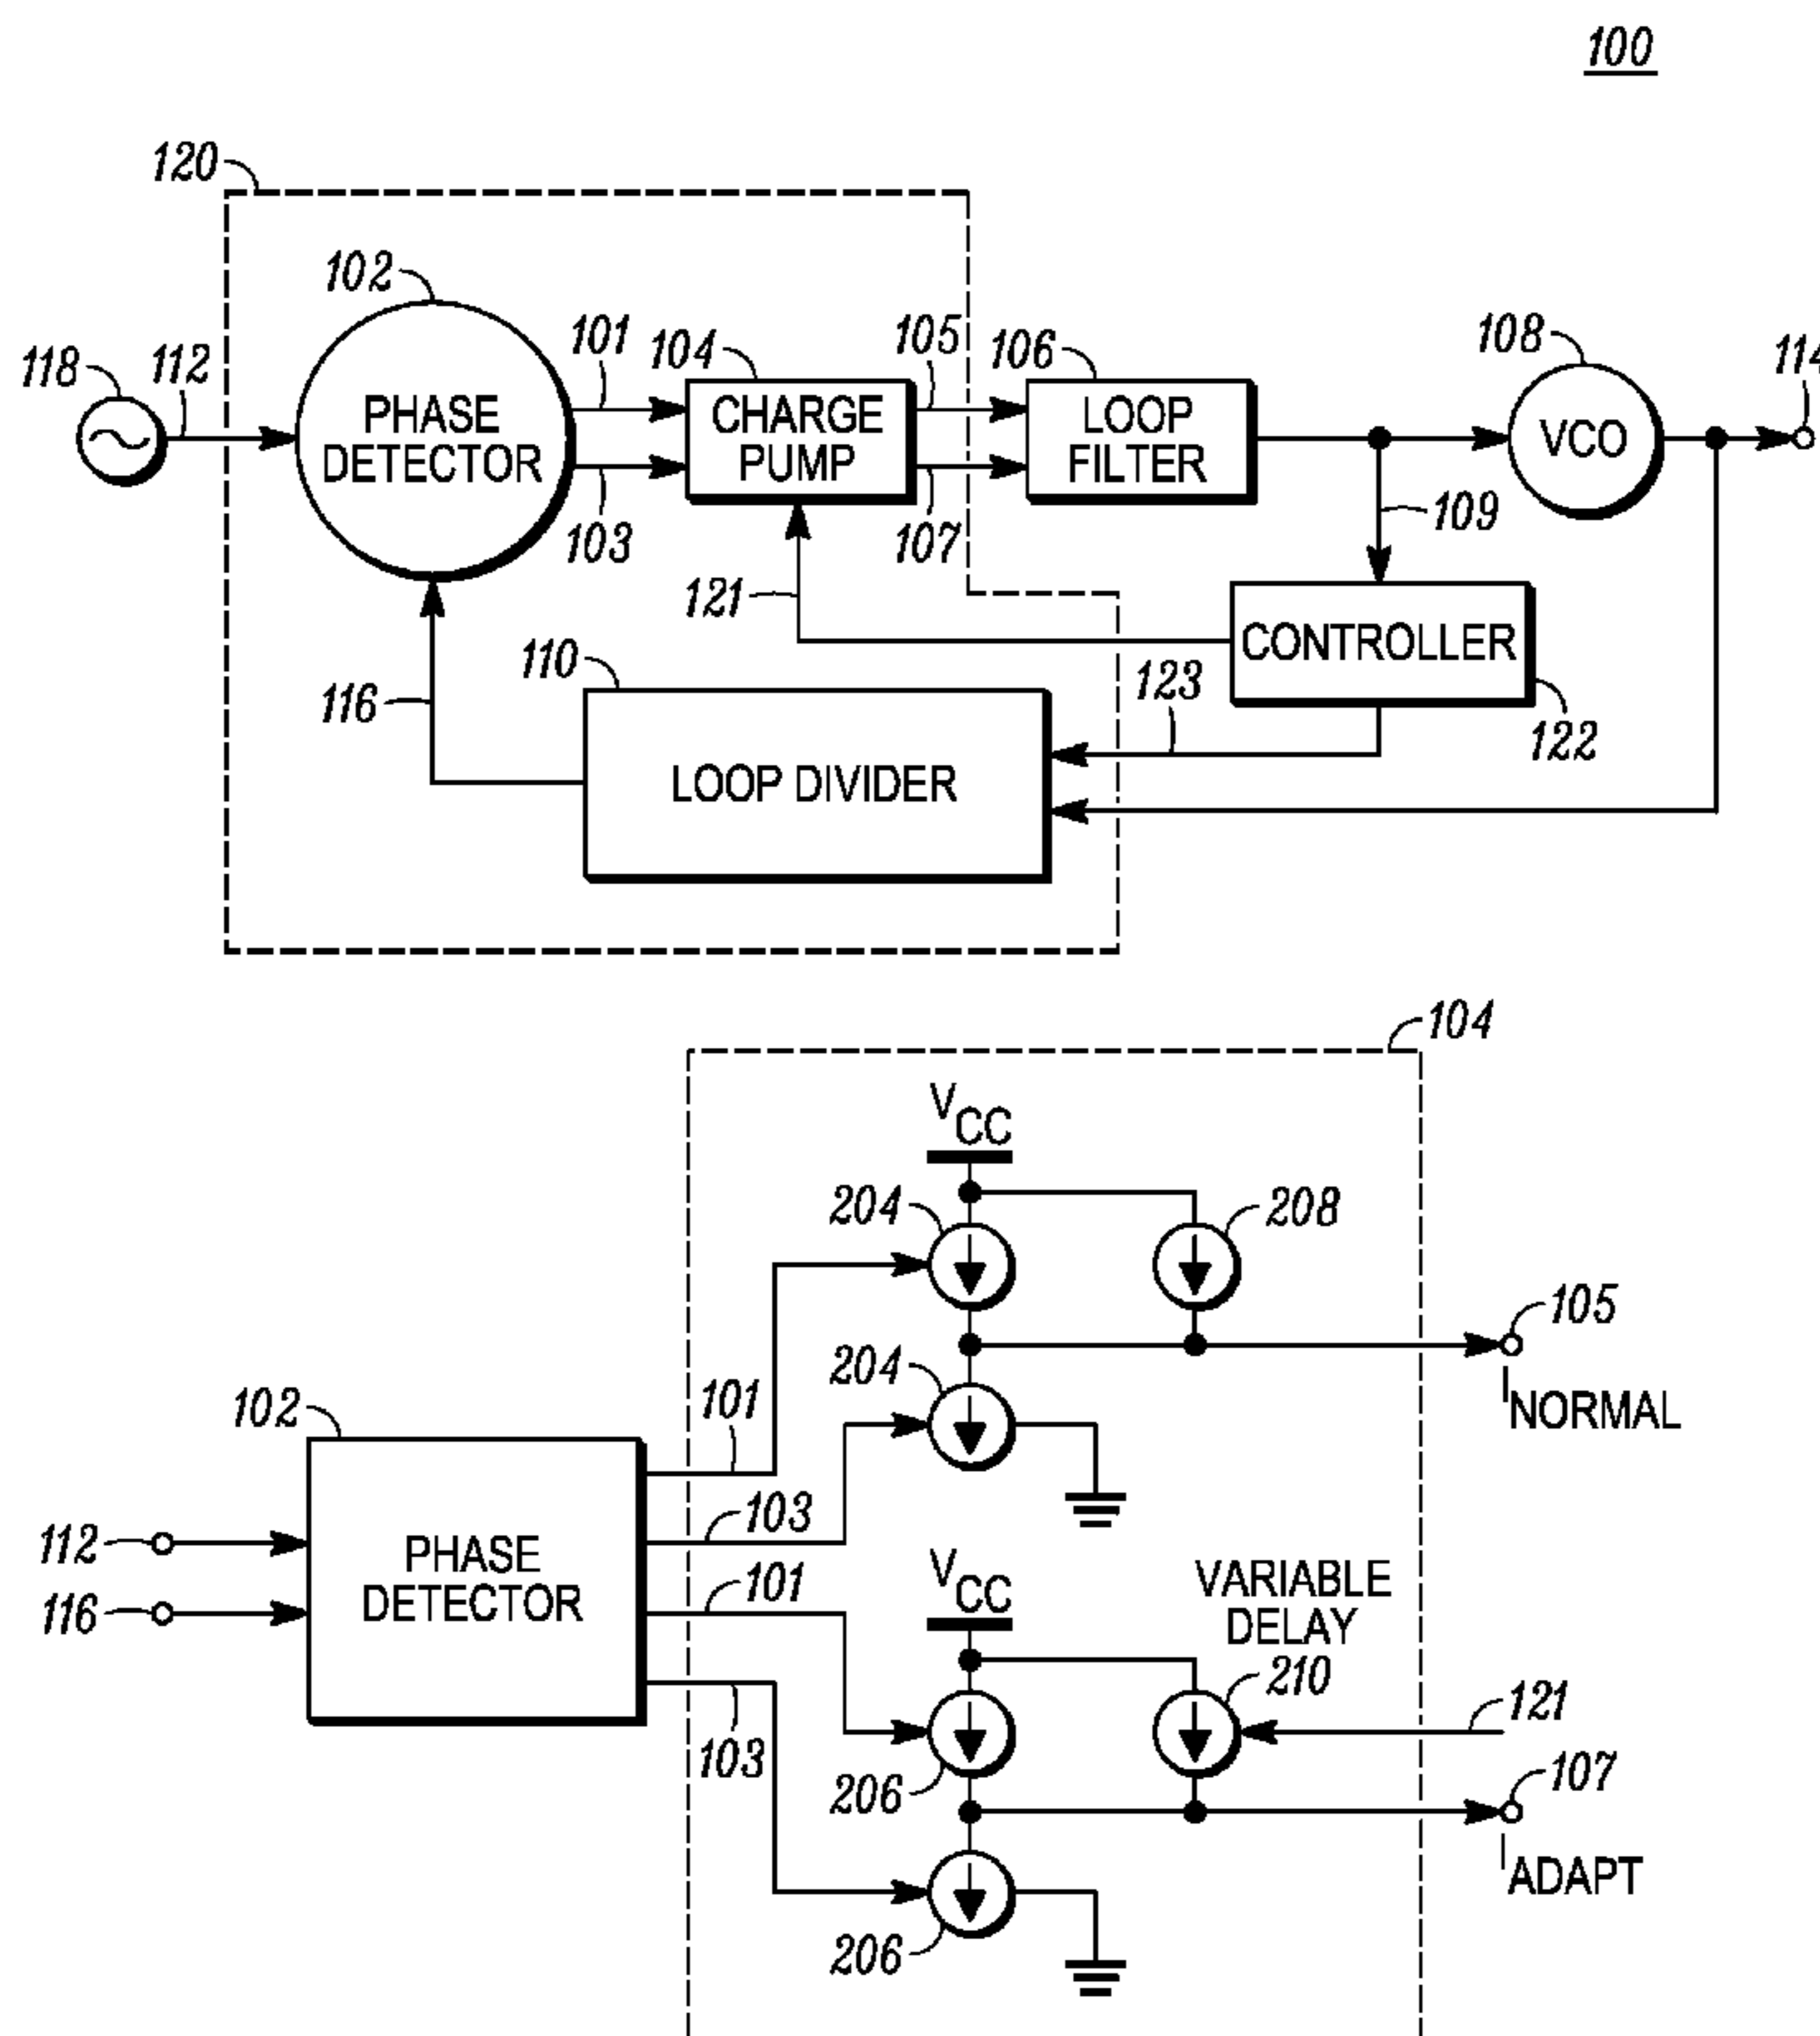 100
120
102
118
112
101
104
105
106
108
114
PHASE
DETECTOR
CHARGE
PUMP
LOOP
FILTER
VCO
103
107
109
121
CONTROLLER
110
123
122
116
LOOP DIVIDER
104
VCC
204
208
204
105
INORMAL
102
101
103
112
116
PHASE
DETECTOR
101
103
VCC
VARIABLE
DELAY
210
121
206
107
IADAPT
206